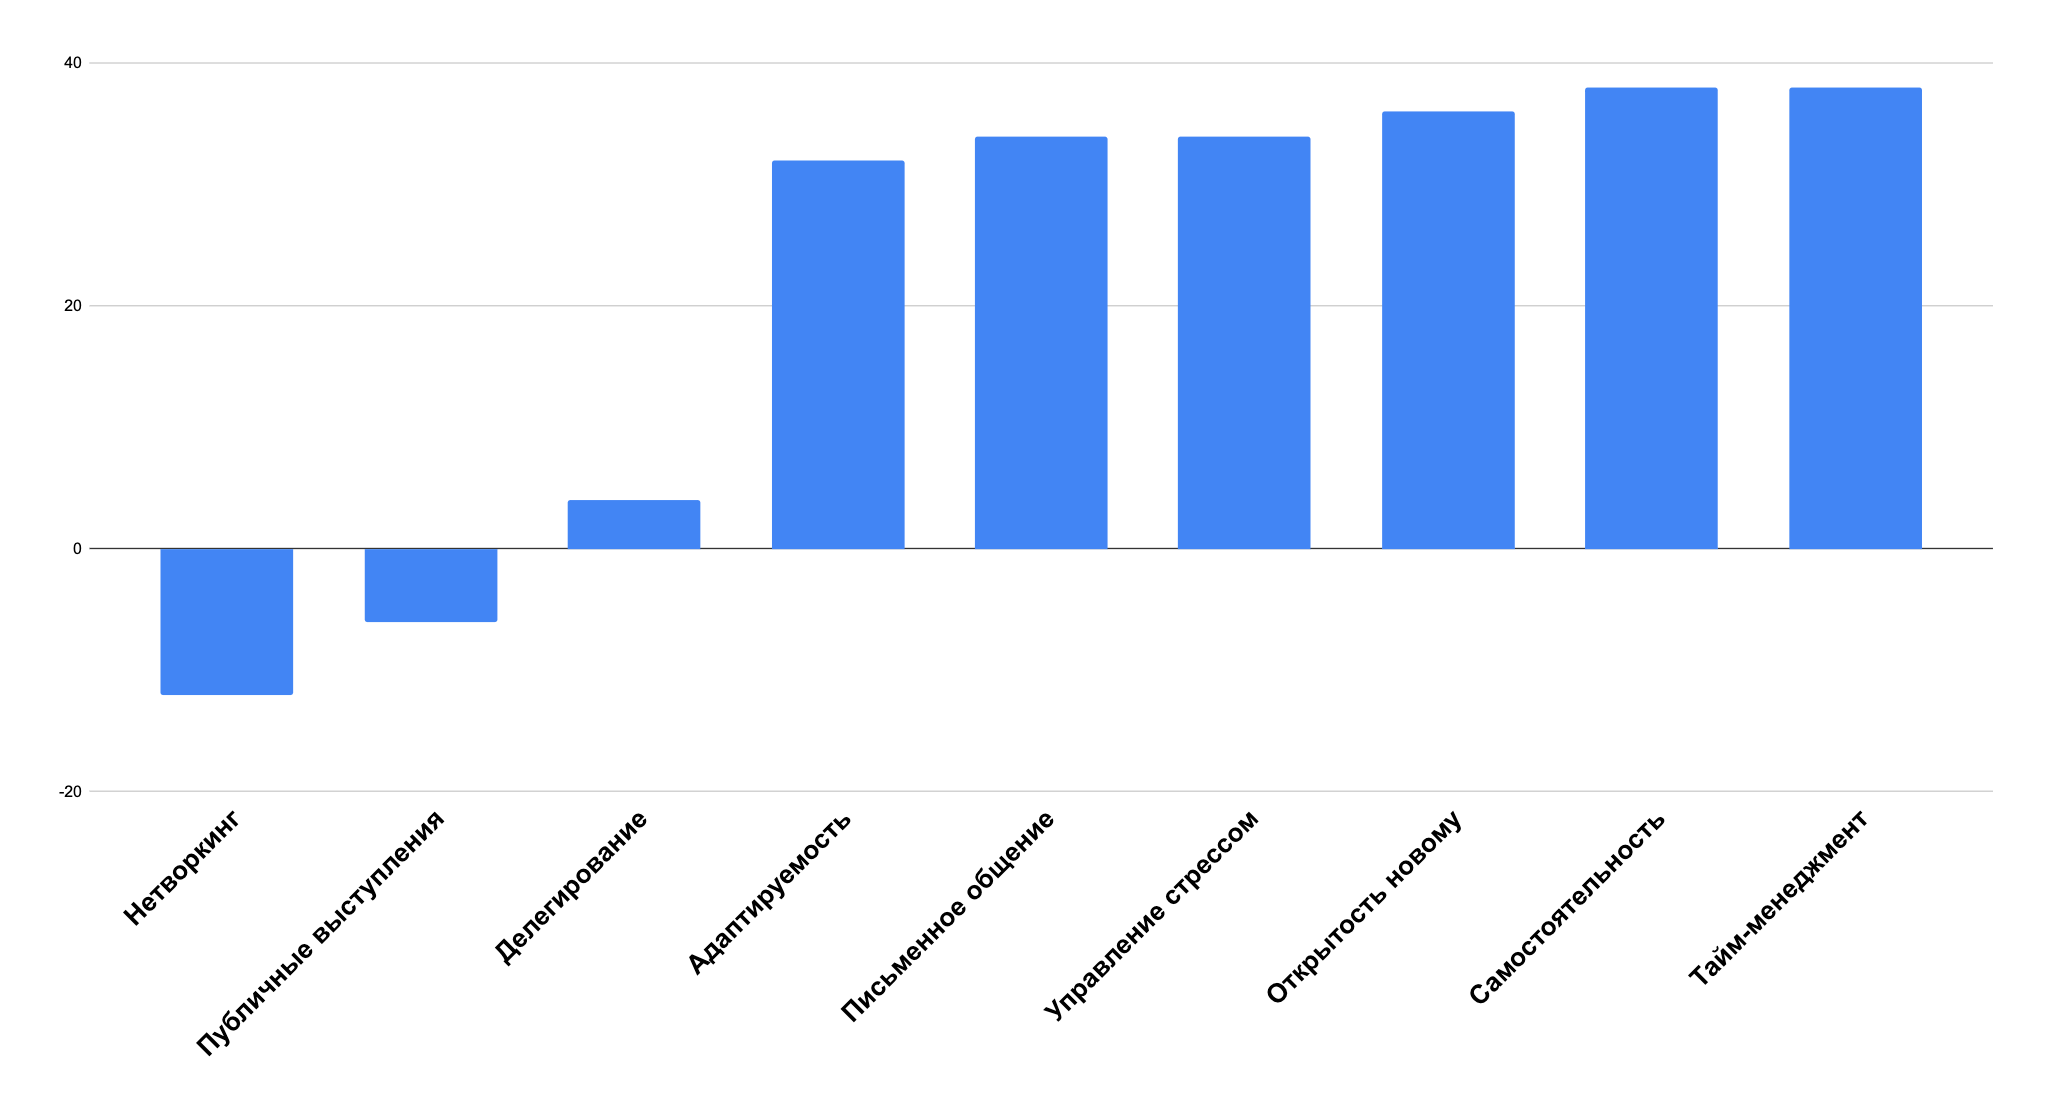 40
20
0
-20
Нетворкинг
Публичные выступления
Делегирование
Адаптируемость
Письменное общение
Управление стрессом
Открытость новому
Самостоятельность
Тайм-менеджмент